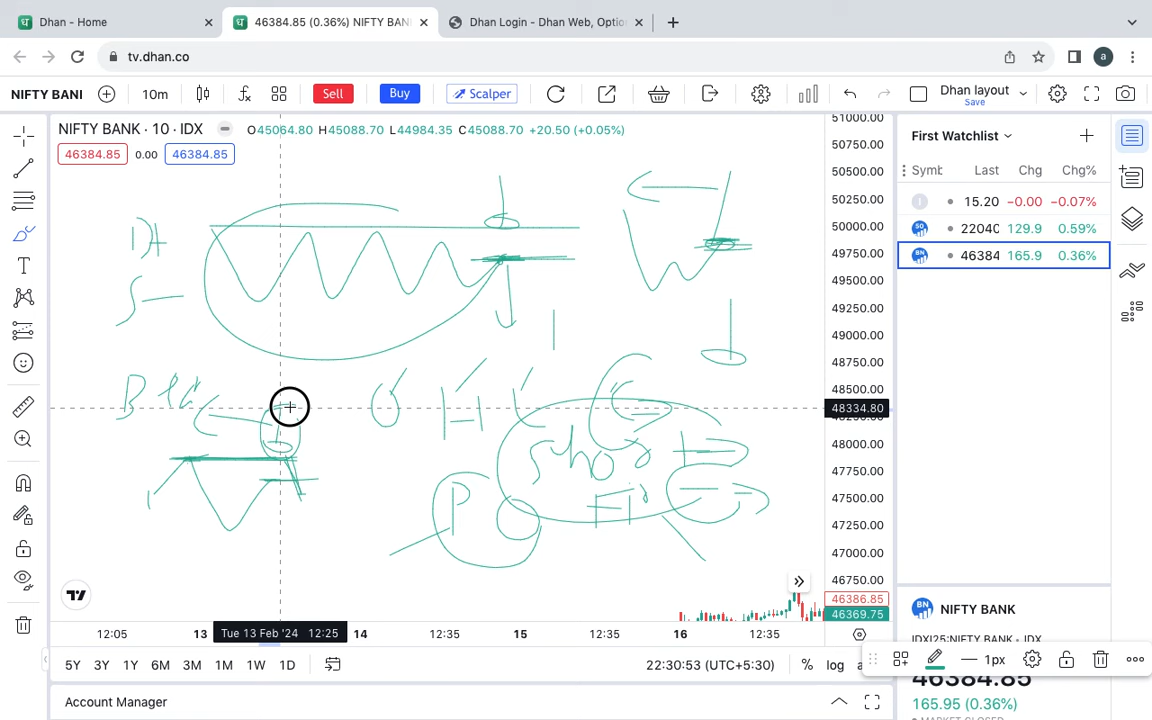 Dhan - Home
46384.85 (0.36%) NIFTY BAN
Dhan Login - Dhan Web, Optio
tv.dhan.co
a
NIFTY BANI
10m
Sell
Buy
Scalper
Dhan layout
Save
NIFTY BANK · 10 · IDX
O45064.80 H45088.70 L44984.35 C45088.70 +20.50 (+0.05%)
46384.85 0.00 46384.85
First Watchlist
Symb Last Chg Chg%
I 15.20 −0.00 −0.07%
50 22040 129.9 0.59%
BN 46384 165.9 0.36%
51000.00
50750.00
50500.00
50250.00
50000.00
49750.00
49500.00
49250.00
49000.00
48750.00
48500.00
48334.80
48000.00
47750.00
47500.00
47250.00
47000.00
46750.00
46386.85
46369.75
12:05 13 Tue 13 Feb '24 12:25 14 12:35 15 12:35 16 12:35
5Y 3Y 1Y 6M 3M 1M 1W 1D
22:30:53 (UTC+5:30) % log
1px
BN NIFTY BANK
46384.85
165.95 (0.36%)
Account Manager